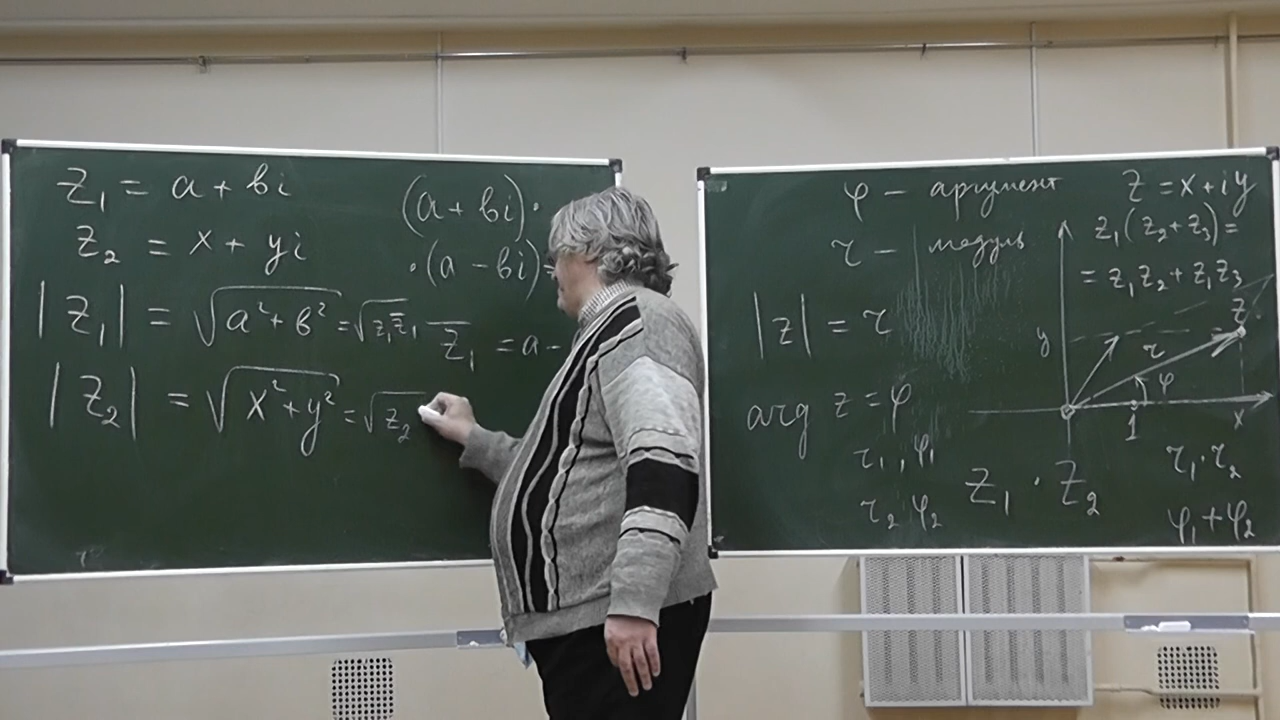 z₁ = a + bi
z₂ = x + yi
|z₁| = √(a² + b²) = √(z₁z̄₁)
|z₂| = √(x² + y²) = √(z₂
(a + bi) ·
· (a − bi) =
z̄₁ = a −
φ — аргумент
r — модуль
|z| = r
arg z = φ
r₁, φ₁
r₂ φ₂
z₁ · z₂
r₁ · r₂
φ₁ + φ₂
z = x + iy
z₁(z₂ + z₃) =
= z₁z₂ + z₁z₃
z
y
r
φ
1
x